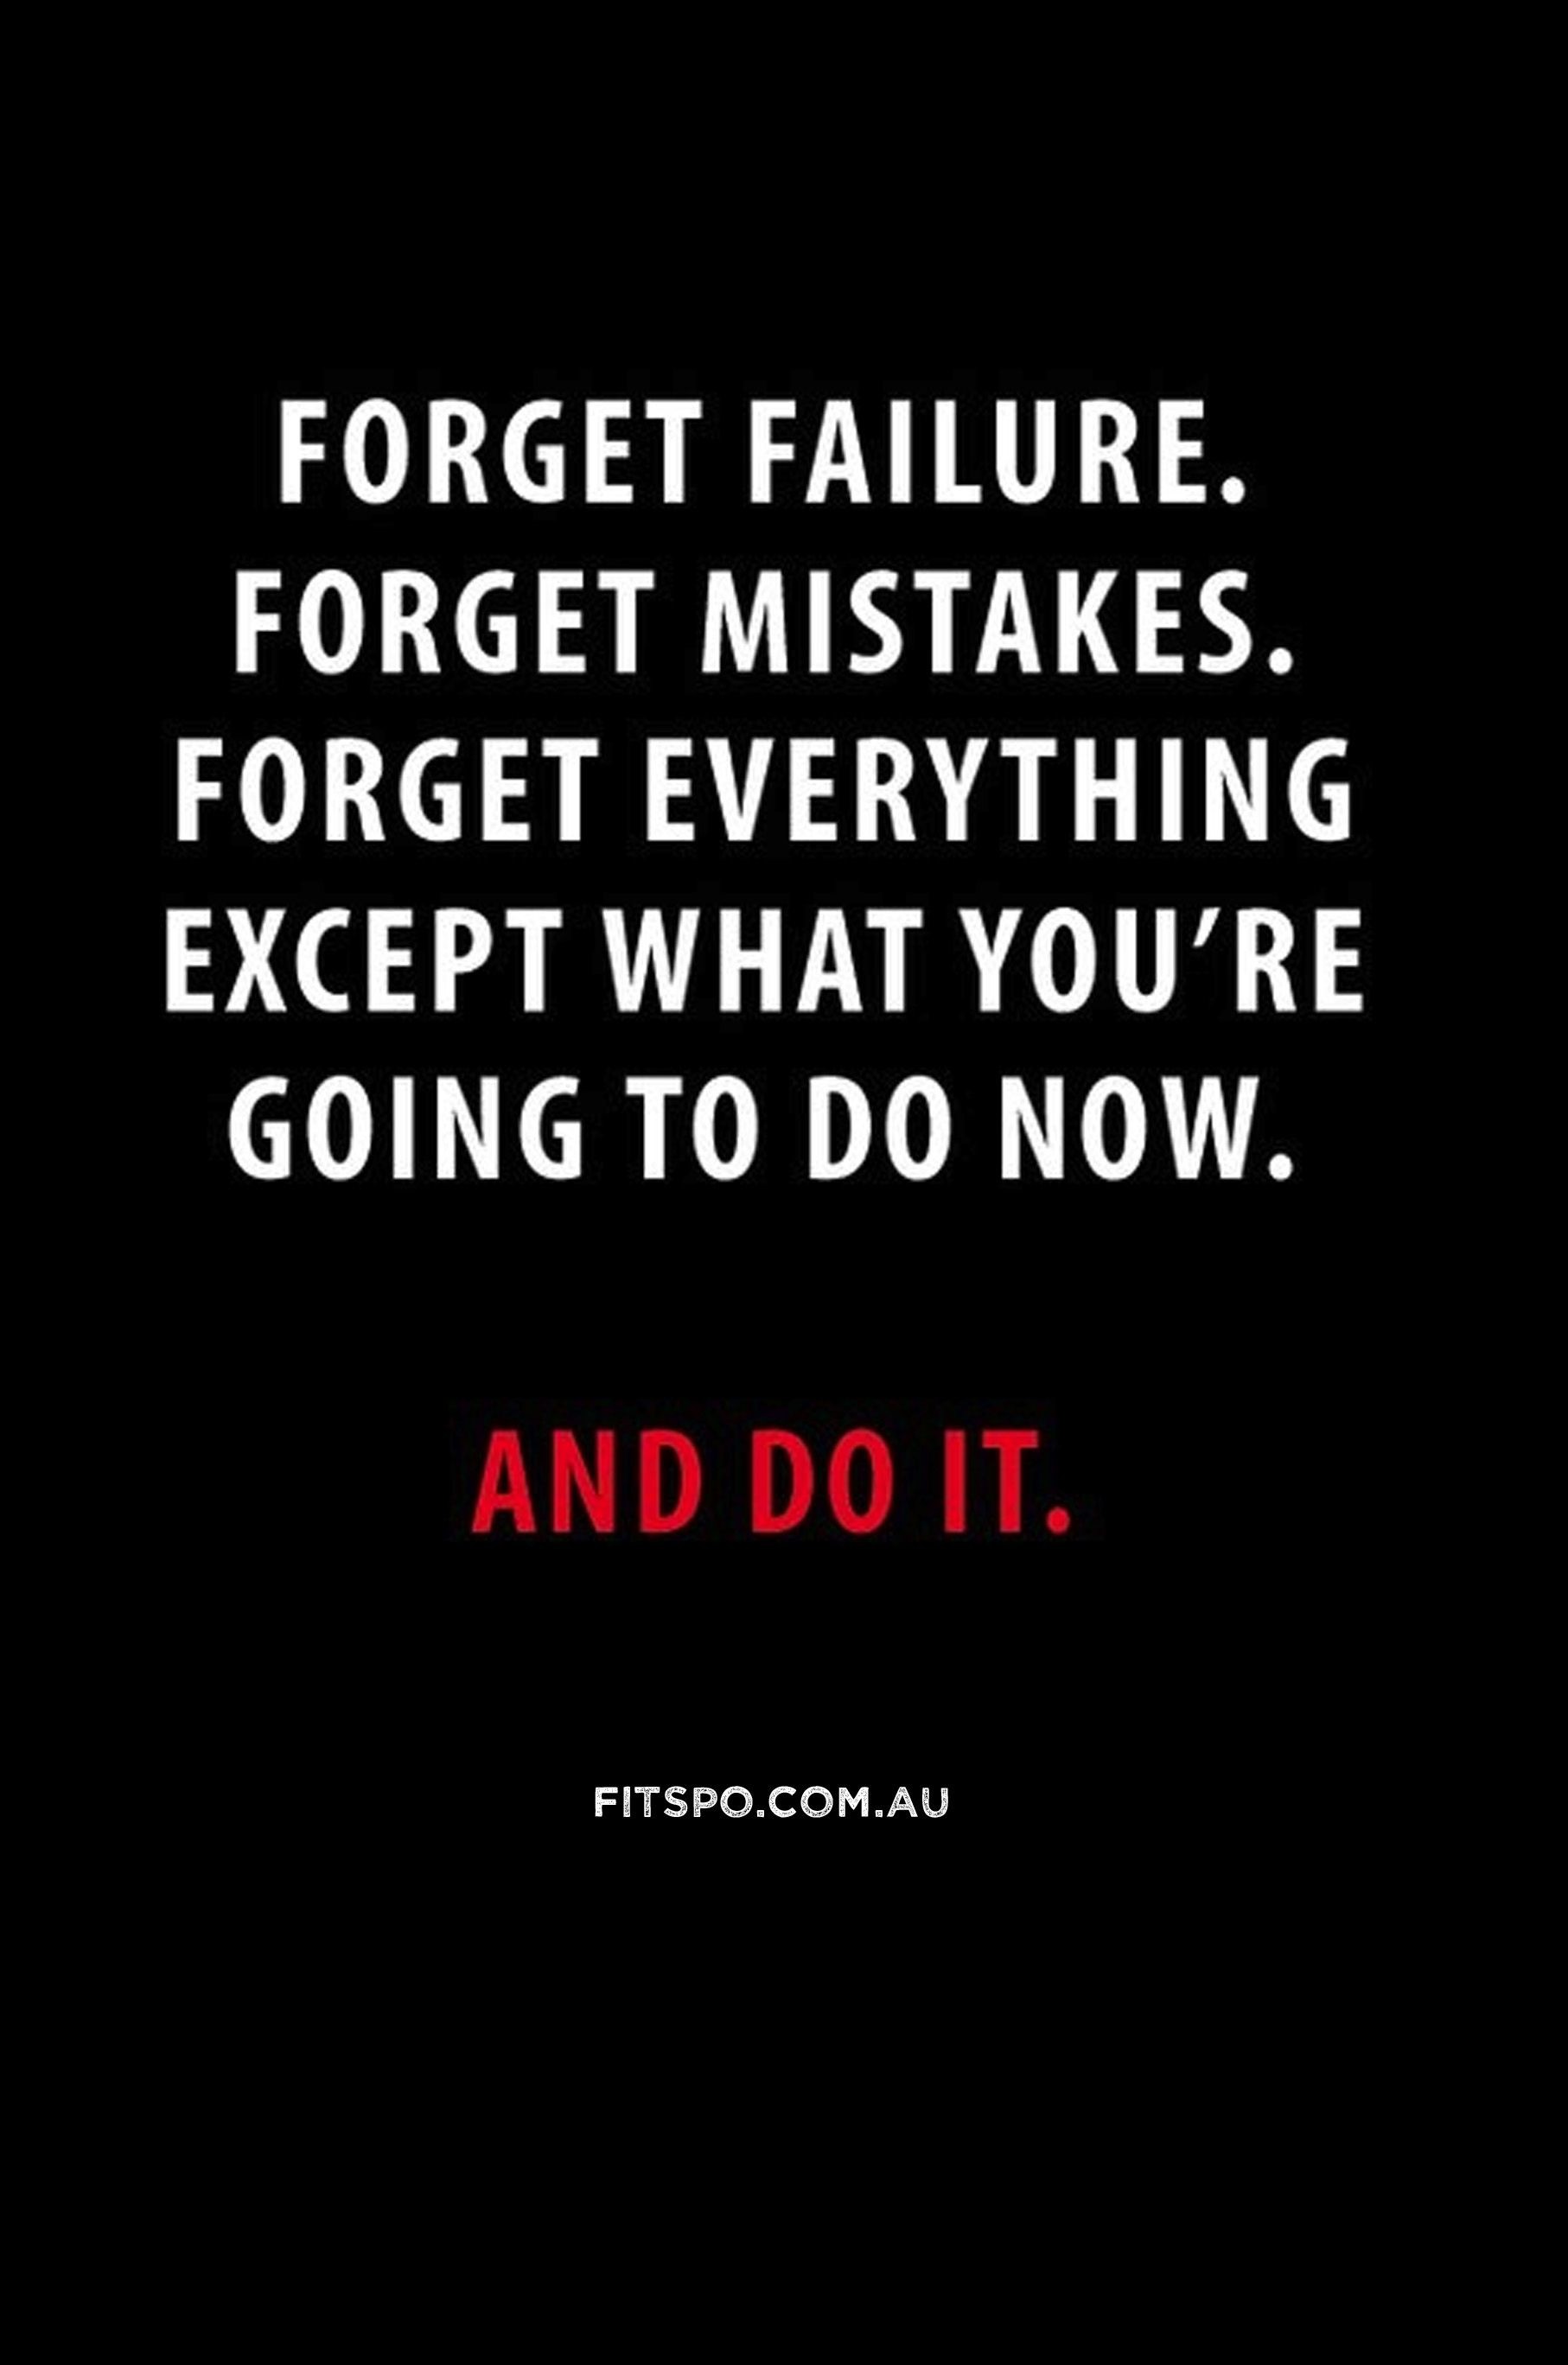 FORGET FAILURE.
FORGET MISTAKES.
FORGET EVERYTHING
EXCEPT WHAT YOU’RE
GOING TO DO NOW.
AND DO IT.
FITSPO.COM.AU